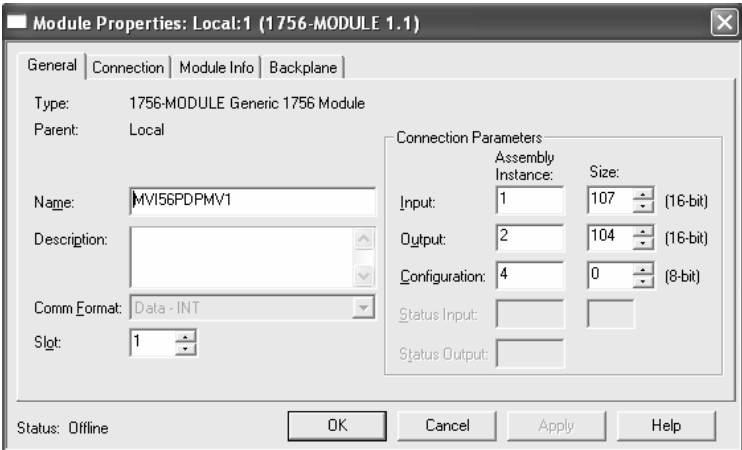 Module Properties: Local:1 (1756-MODULE 1.1)
General Connection Module Info Backplane
Type: 1756-MODULE Generic 1756 Module
Parent: Local
Connection Parameters
Assembly Instance: Size:
Name: MVI56PDPMV1
Input: 1 107 (16-bit)
Description:
Output: 2 104 (16-bit)
Configuration: 4 0 (8-bit)
Comm Format: Data - INT
Status Input:
Slot: 1
Status Output:
Status: Offline
OK Cancel Apply Help